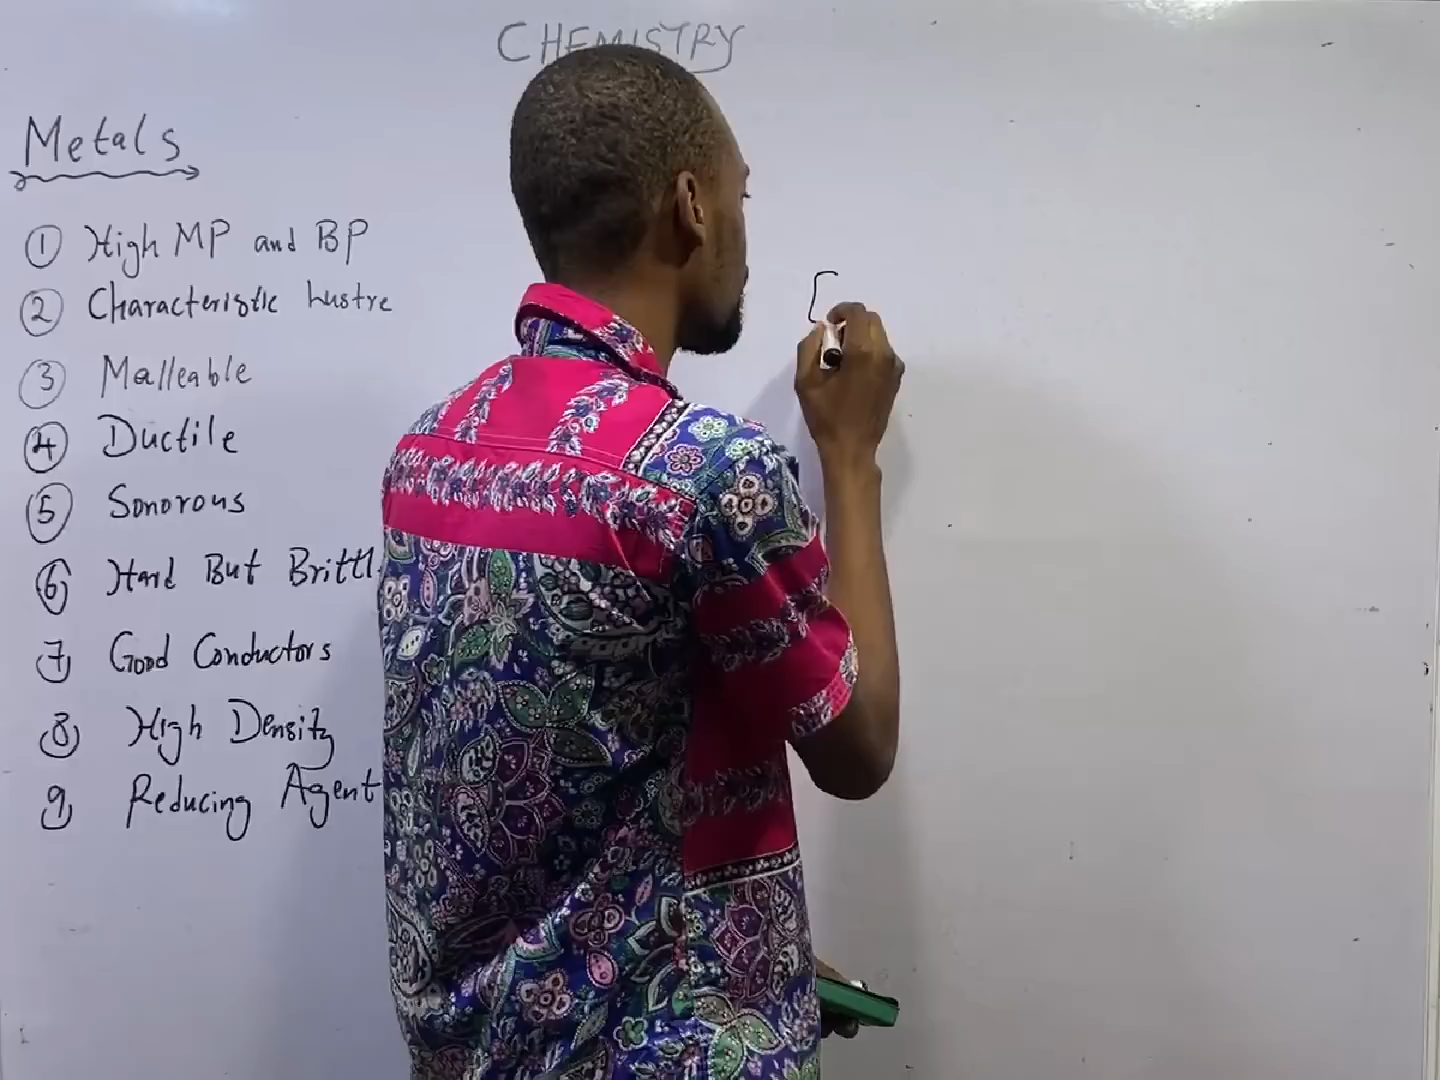 CHEMISTRY
Metals
1 High MP and BP
2 Characteristic Lustre
3 Malleable
4 Ductile
5 Sonorous
6 Hard But Brittl
7 Good Conductors
8 High Density
9 Reducing Agent